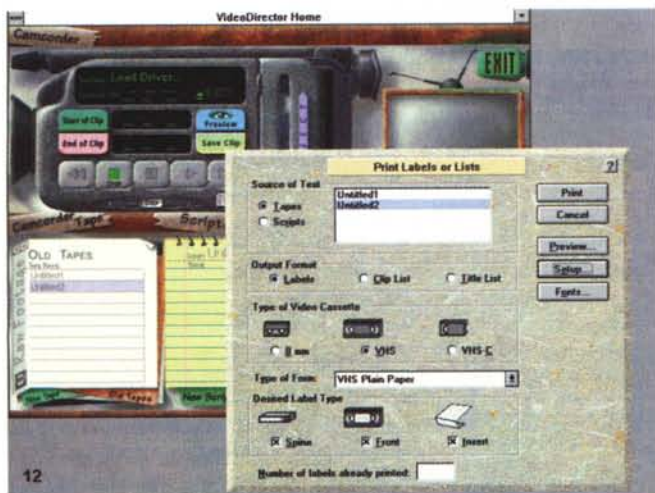 VideoDirector Home
Camcorder
Load Driver...
EXIT
Start of Clip
Preview
End of Clip
Save Clip
Stop
Camcorder Tape
Script
OLD TAPES
Untitled1
Untitled2
New Tape
Old Tapes
New Script
Print Labels or Lists
?
Source of Text
Tapes
Scripts
Untitled1
Untitled2
Print
Cancel
Preview...
Setup...
Fonts...
Output Format
Labels
Clip List
Title List
Type of Video Cassette
8 mm
VHS
VHS-C
Type of Form:
VHS Plain Paper
Desired Label Type
Spine
Front
Insert
Number of labels already printed:
12